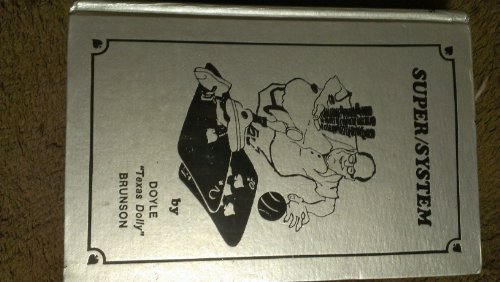 SUPER/SYSTEM
by
DOYLE
"Texas Dolly"
BRUNSON